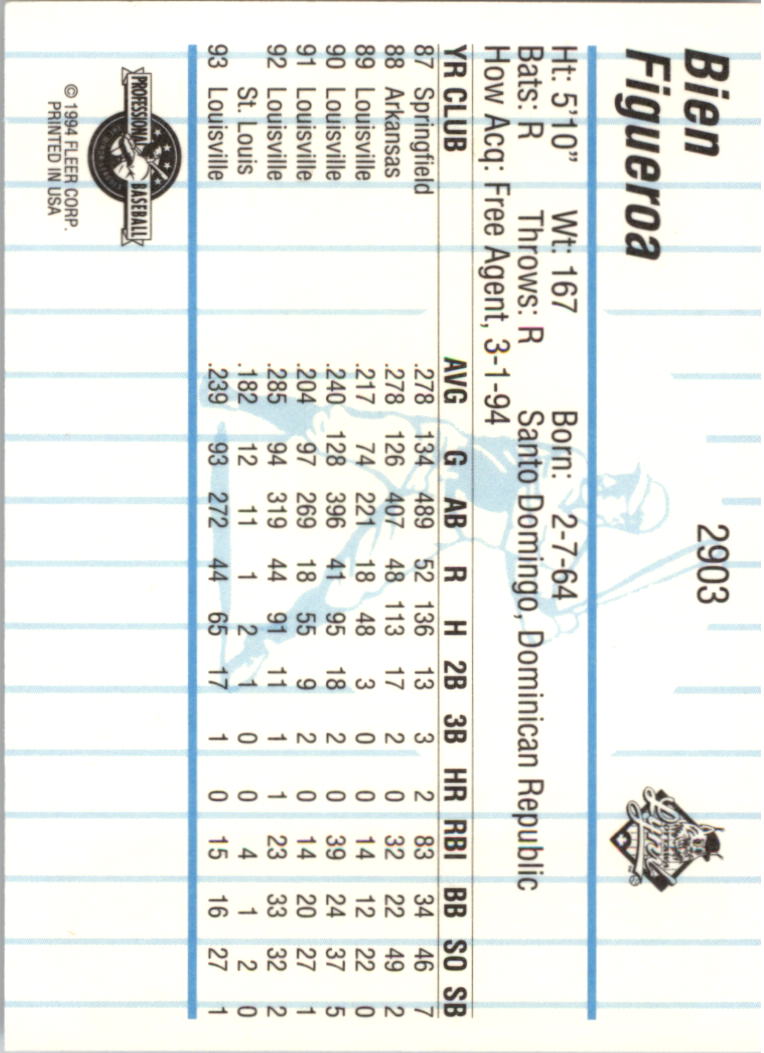 Bien
Figueroa
2903
Ht: 5'10" Wt: 167 Born: 2-7-64
Bats: R Throws: R Santo Domingo, Dominican Republic
How Acq: Free Agent, 3-1-94
YR CLUB AVG G AB R H 2B 3B HR RBI BB SO SB
87 Springfield .278 134 489 52 136 13 3 2 83 34 46 7
88 Arkansas .278 126 407 48 113 17 2 0 32 22 49 2
89 Louisville .217 74 221 18 48 3 0 0 14 12 22 0
90 Louisville .240 128 396 41 95 18 2 0 39 24 37 5
91 Louisville .204 97 269 18 55 9 2 0 14 20 27 1
92 Louisville .285 94 319 44 91 11 1 1 23 33 32 2
St. Louis .182 12 11 1 2 1 0 0 4 1 2 0
93 Louisville .239 93 272 44 65 17 1 0 15 16 27 1
PROFESSIONAL BASEBALL
© 1994 FLEER CORP.
PRINTED IN USA